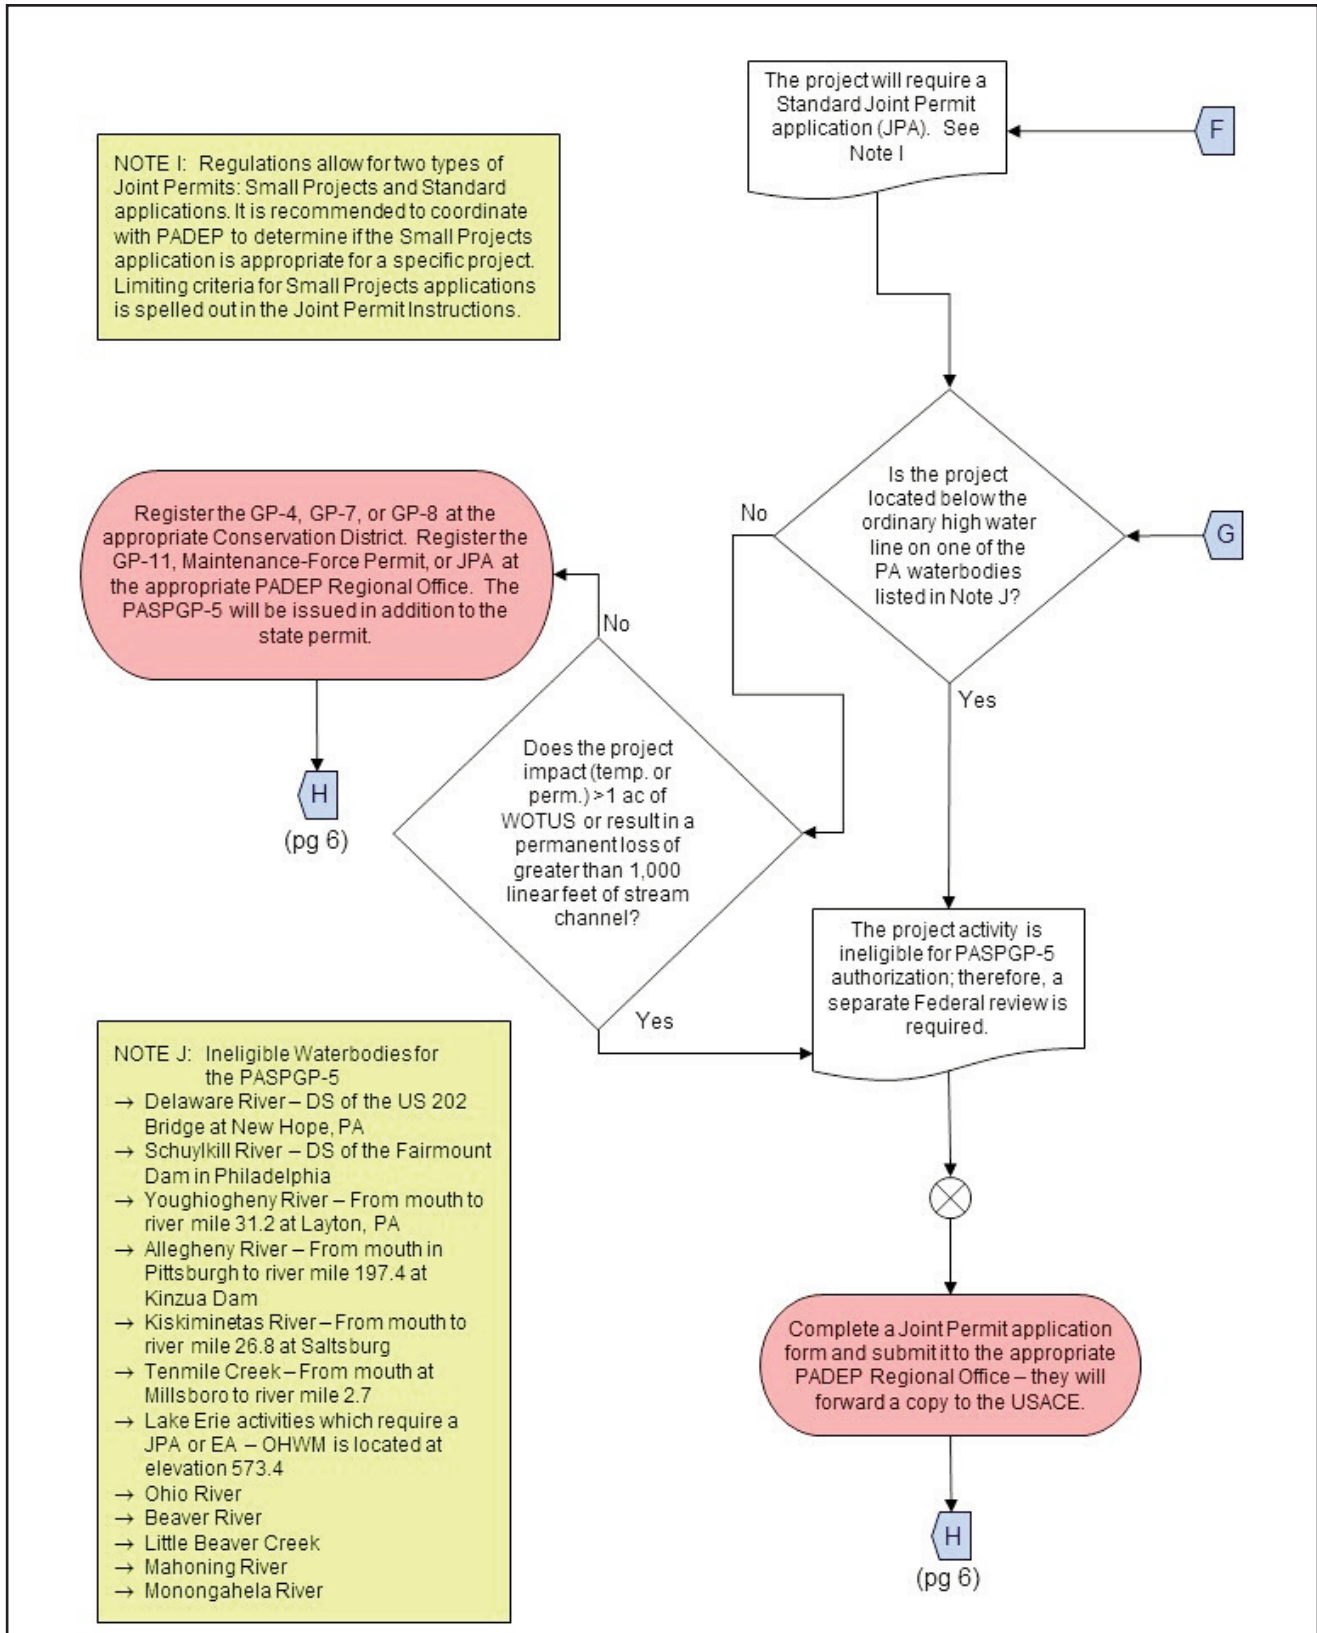 The project will require a
Standard Joint Permit
application (JPA). See
Note I
F
NOTE I: Regulations allow for two types of
Joint Permits: Small Projects and Standard
applications. It is recommended to coordinate
with PADEP to determine if the Small Projects
application is appropriate for a specific project.
Limiting criteria for Small Projects applications
is spelled out in the Joint Permit Instructions.
Is the project
located below the
ordinary high water
line on one of the
PA waterbodies
listed in Note J?
No
G
Yes
Register the GP-4, GP-7, or GP-8 at the
appropriate Conservation District. Register the
GP-11, Maintenance-Force Permit, or JPA at
the appropriate PADEP Regional Office. The
PASPGP-5 will be issued in addition to the
state permit.
No
H
(pg 6)
Does the project
impact (temp. or
perm.) >1 ac of
WOTUS or result in a
permanent loss of
greater than 1,000
linear feet of stream
channel?
Yes
The project activity is
ineligible for PASPGP-5
authorization; therefore, a
separate Federal review is
required.
NOTE J: Ineligible Waterbodies for
the PASPGP-5
→ Delaware River – DS of the US 202
Bridge at New Hope, PA
→ Schuylkill River – DS of the Fairmount
Dam in Philadelphia
→ Youghiogheny River – From mouth to
river mile 31.2 at Layton, PA
→ Allegheny River – From mouth in
Pittsburgh to river mile 197.4 at
Kinzua Dam
→ Kiskiminetas River – From mouth to
river mile 26.8 at Saltsburg
→ Tenmile Creek – From mouth at
Millsboro to river mile 2.7
→ Lake Erie activities which require a
JPA or EA – OHWM is located at
elevation 573.4
→ Ohio River
→ Beaver River
→ Little Beaver Creek
→ Mahoning River
→ Monongahela River
Complete a Joint Permit application
form and submit it to the appropriate
PADEP Regional Office – they will
forward a copy to the USACE.
H
(pg 6)